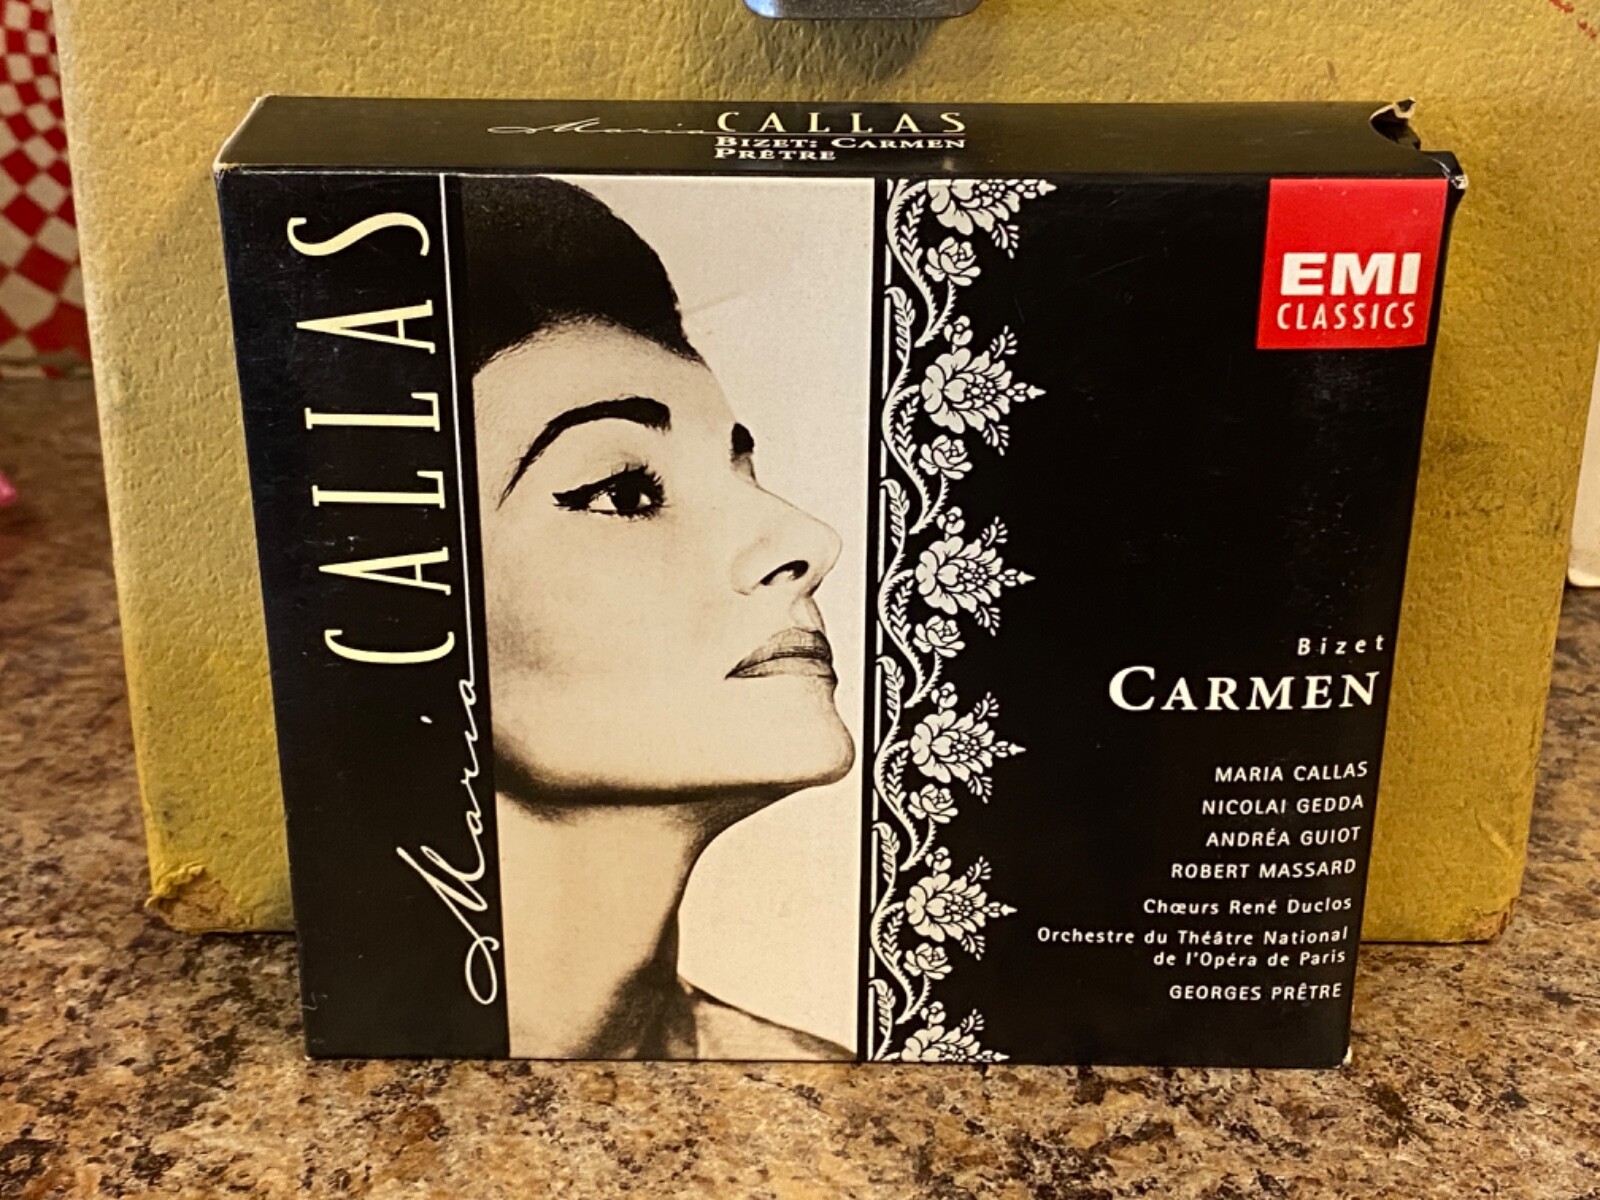 Maria CALLAS
BIZET: CARMEN
PRÊTRE
Maria CALLAS
EMI
CLASSICS
Bizet
CARMEN
MARIA CALLAS
NICOLAI GEDDA
ANDRÉA GUIOT
ROBERT MASSARD
Chœurs René Duclos
Orchestre du Théâtre National
de l'Opéra de Paris
GEORGES PRÊTRE